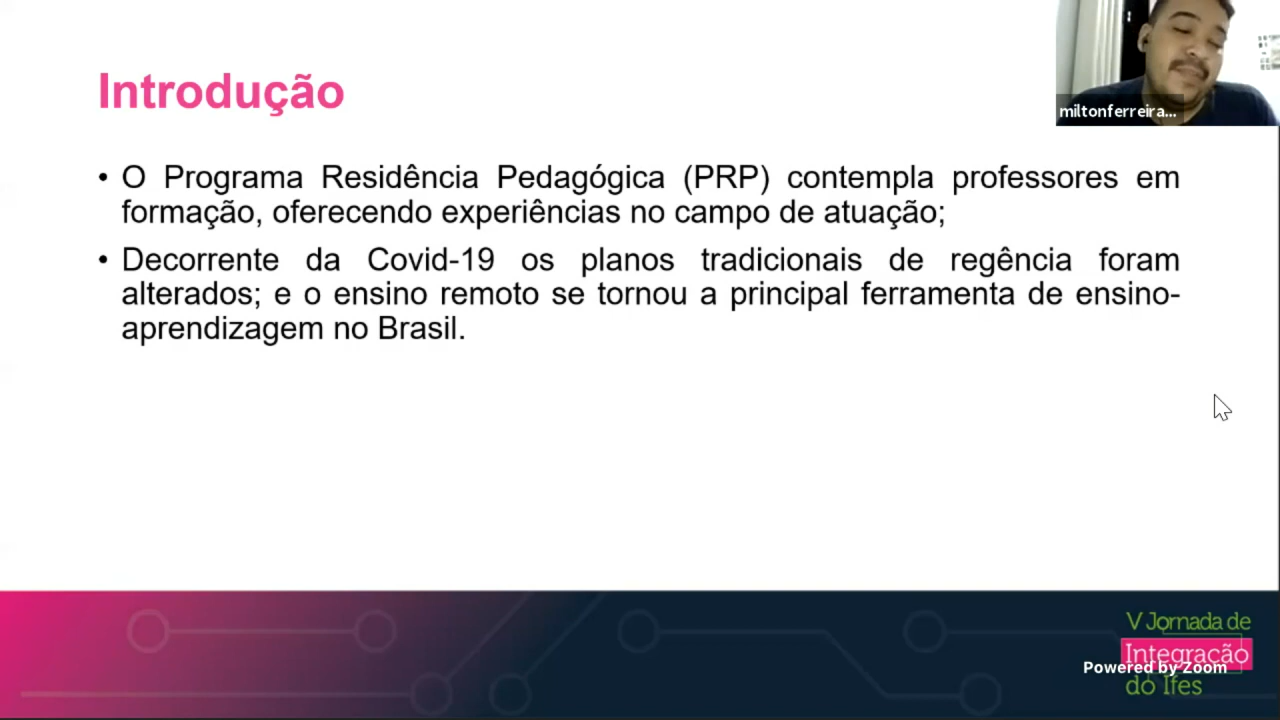 Introdução
miltonferreira...
• O Programa Residência Pedagógica (PRP) contempla professores em
formação, oferecendo experiências no campo de atuação;
• Decorrente da Covid-19 os planos tradicionais de regência foram
alterados; e o ensino remoto se tornou a principal ferramenta de ensino-
aprendizagem no Brasil.
V Jornada de
Integração
Powered by Zoom
do Ifes